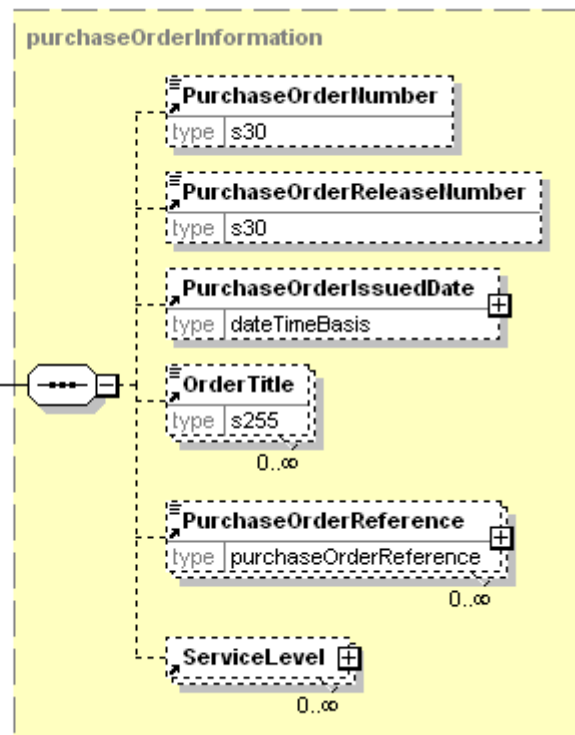 purchaseOrderInformation
PurchaseOrderNumber
type s30
PurchaseOrderReleaseNumber
type s30
PurchaseOrderIssuedDate
type dateTimeBasis
OrderTitle
type s255
0..∞
PurchaseOrderReference
type purchaseOrderReference
0..∞
ServiceLevel
0..∞